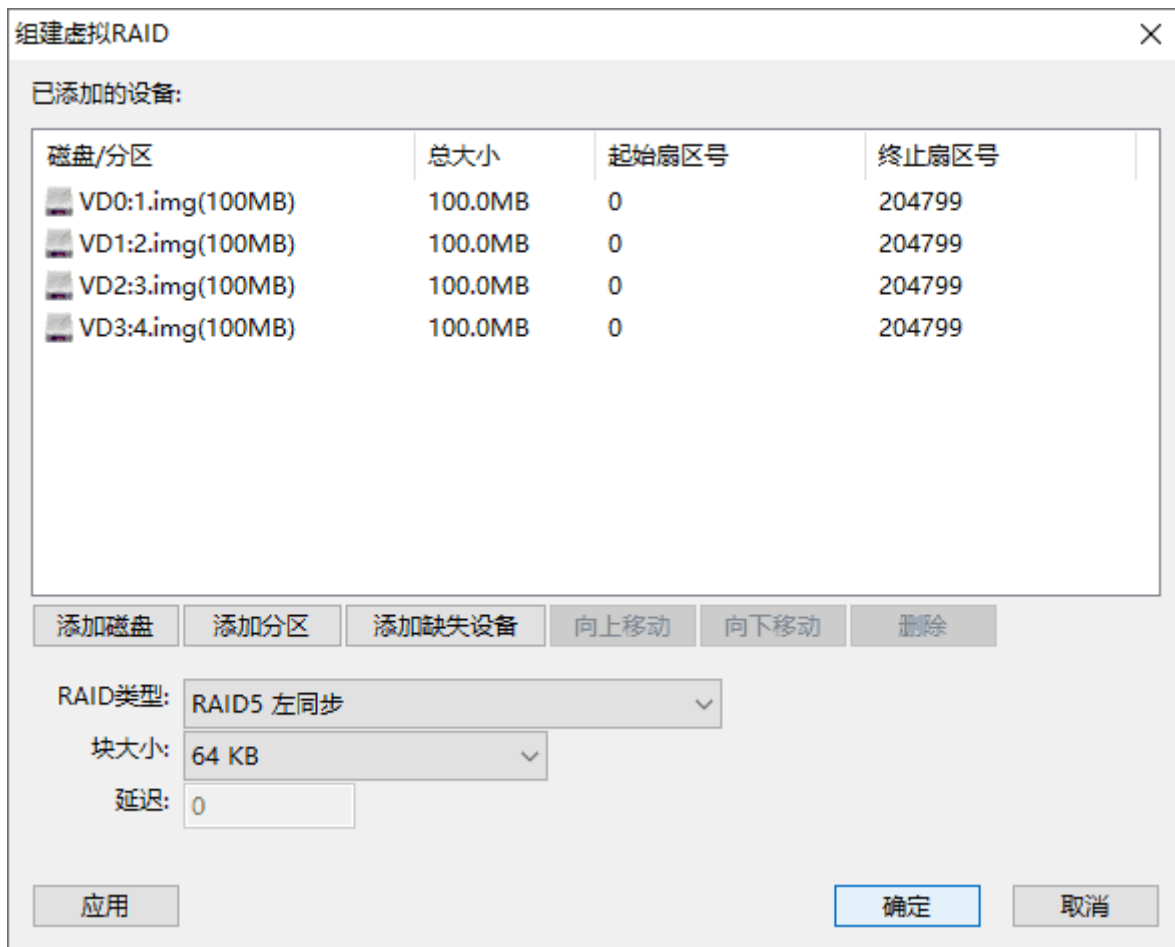 组建虚拟RAID
已添加的设备:
磁盘/分区 总大小 起始扇区号 终止扇区号
VD0:1.img(100MB) 100.0MB 0 204799
VD1:2.img(100MB) 100.0MB 0 204799
VD2:3.img(100MB) 100.0MB 0 204799
VD3:4.img(100MB) 100.0MB 0 204799
添加磁盘 添加分区 添加缺失设备 向上移动 向下移动 删除
RAID类型: RAID5 左同步
块大小: 64 KB
延迟: 0
应用 确定 取消